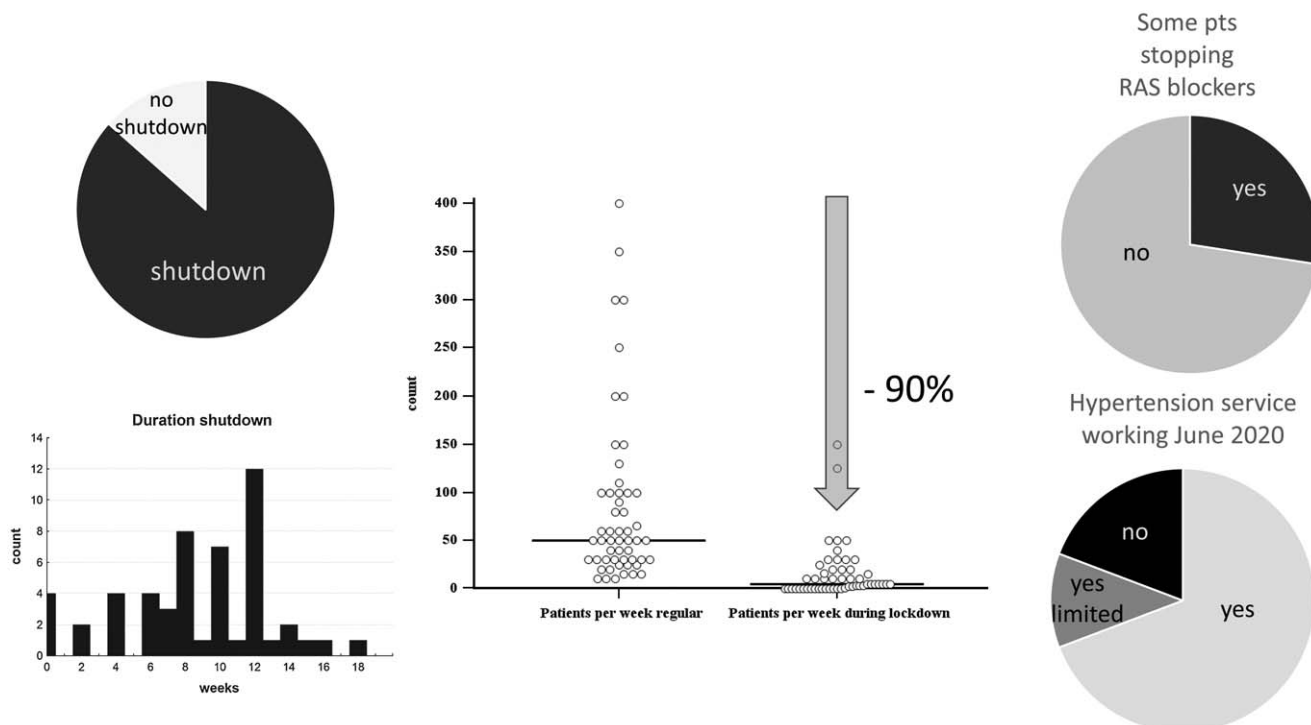 no
shutdown
shutdown
Duration shutdown
14
12
10
8
6
4
2
0
count
0 2 4 6 8 10 12 14 16 18
weeks
400
350
300
250
200
150
100
50
0
count
- 90%
Patients per week regular Patients per week during lockdown
Some pts
stopping
RAS blockers
yes
no
Hypertension service
working June 2020
no
yes
limited
yes